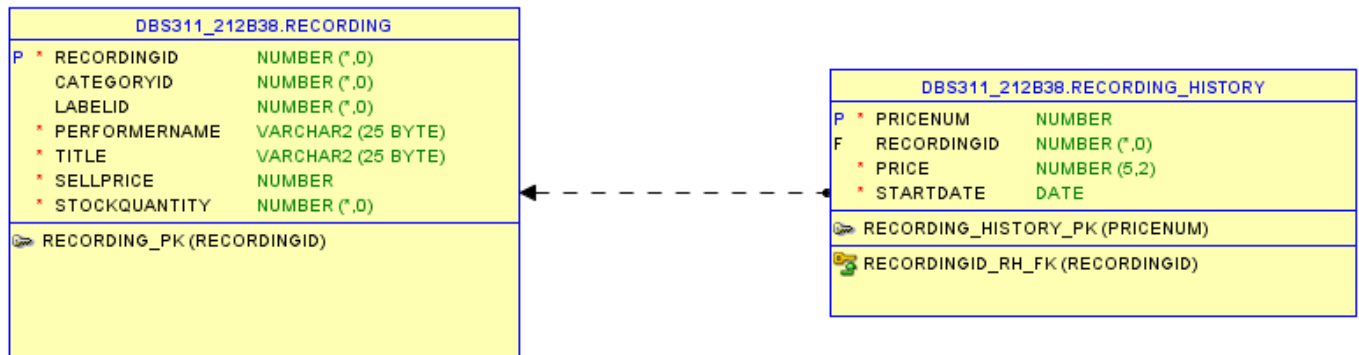 DBS311_212B38.RECORDING
P * RECORDINGID NUMBER (*,0)
CATEGORYID NUMBER (*,0)
LABELID NUMBER (*,0)
* PERFORMERNAME VARCHAR2 (25 BYTE)
* TITLE VARCHAR2 (25 BYTE)
* SELLPRICE NUMBER
* STOCKQUANTITY NUMBER (*,0)
RECORDING_PK (RECORDINGID)
DBS311_212B38.RECORDING_HISTORY
P * PRICENUM NUMBER
F RECORDINGID NUMBER (*,0)
* PRICE NUMBER (5,2)
* STARTDATE DATE
RECORDING_HISTORY_PK (PRICENUM)
RECORDINGID_RH_FK (RECORDINGID)